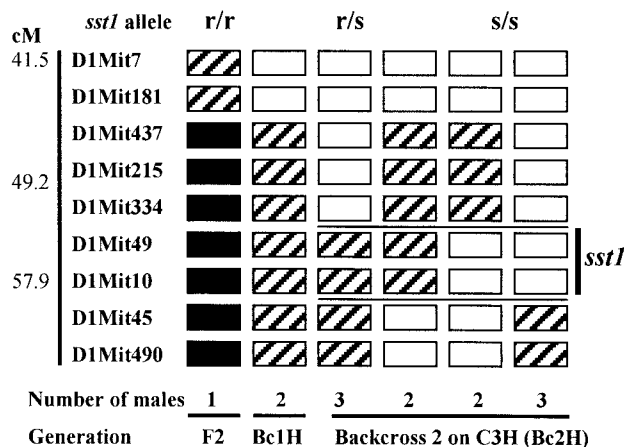 sst1 allele r/r r/s s/s
cM
41.5 D1Mit7
D1Mit181
D1Mit437
D1Mit215
49.2
D1Mit334
D1Mit49
sst1
D1Mit10
57.9
D1Mit45
D1Mit490
Number of males 1 2 3 2 2 3
Generation F2 Bc1H Backcross 2 on C3H (Bc2H)